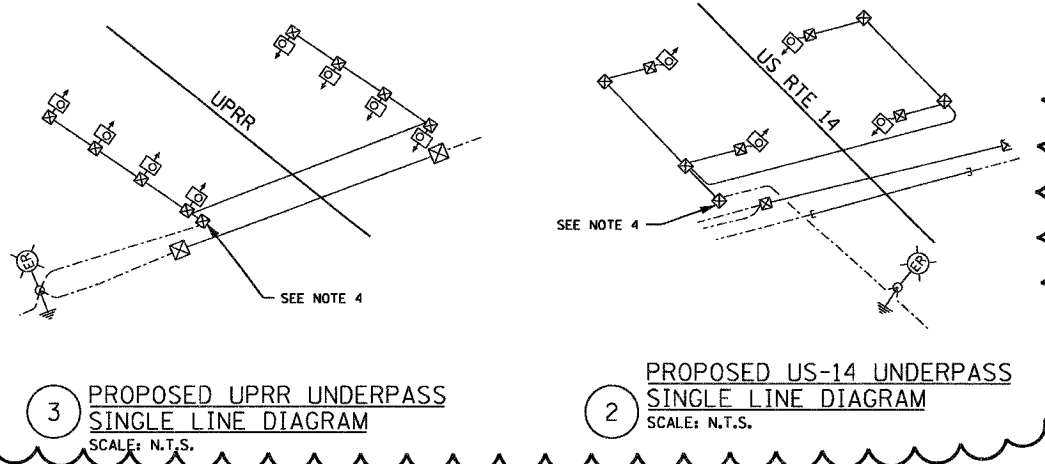 UPRR
ER
SEE NOTE 4
3
PROPOSED UPRR UNDERPASS
SINGLE LINE DIAGRAM
SCALE: N.T.S.
US RTE 14
SEE NOTE 4
ER
2
PROPOSED US-14 UNDERPASS
SINGLE LINE DIAGRAM
SCALE: N.T.S.